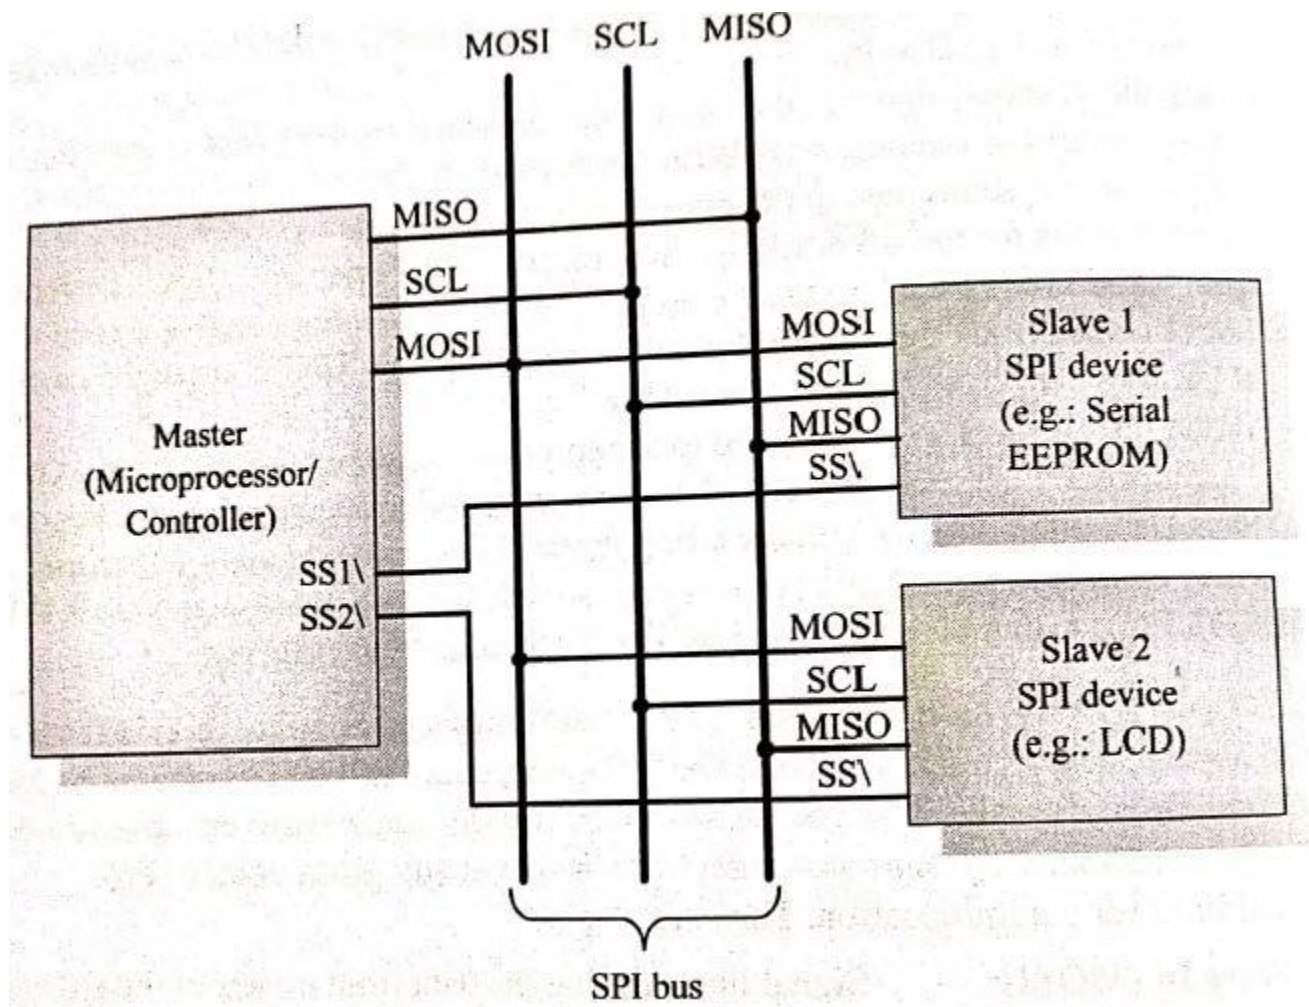 MOSI SCL MISO
MISO
SCL
MOSI
Master
(Microprocessor/
Controller)
SS1\
SS2\
MOSI
SCL
MISO
SS\
Slave 1
SPI device
(e.g.: Serial
EEPROM)
MOSI
SCL
MISO
SS\
Slave 2
SPI device
(e.g.: LCD)
SPI bus